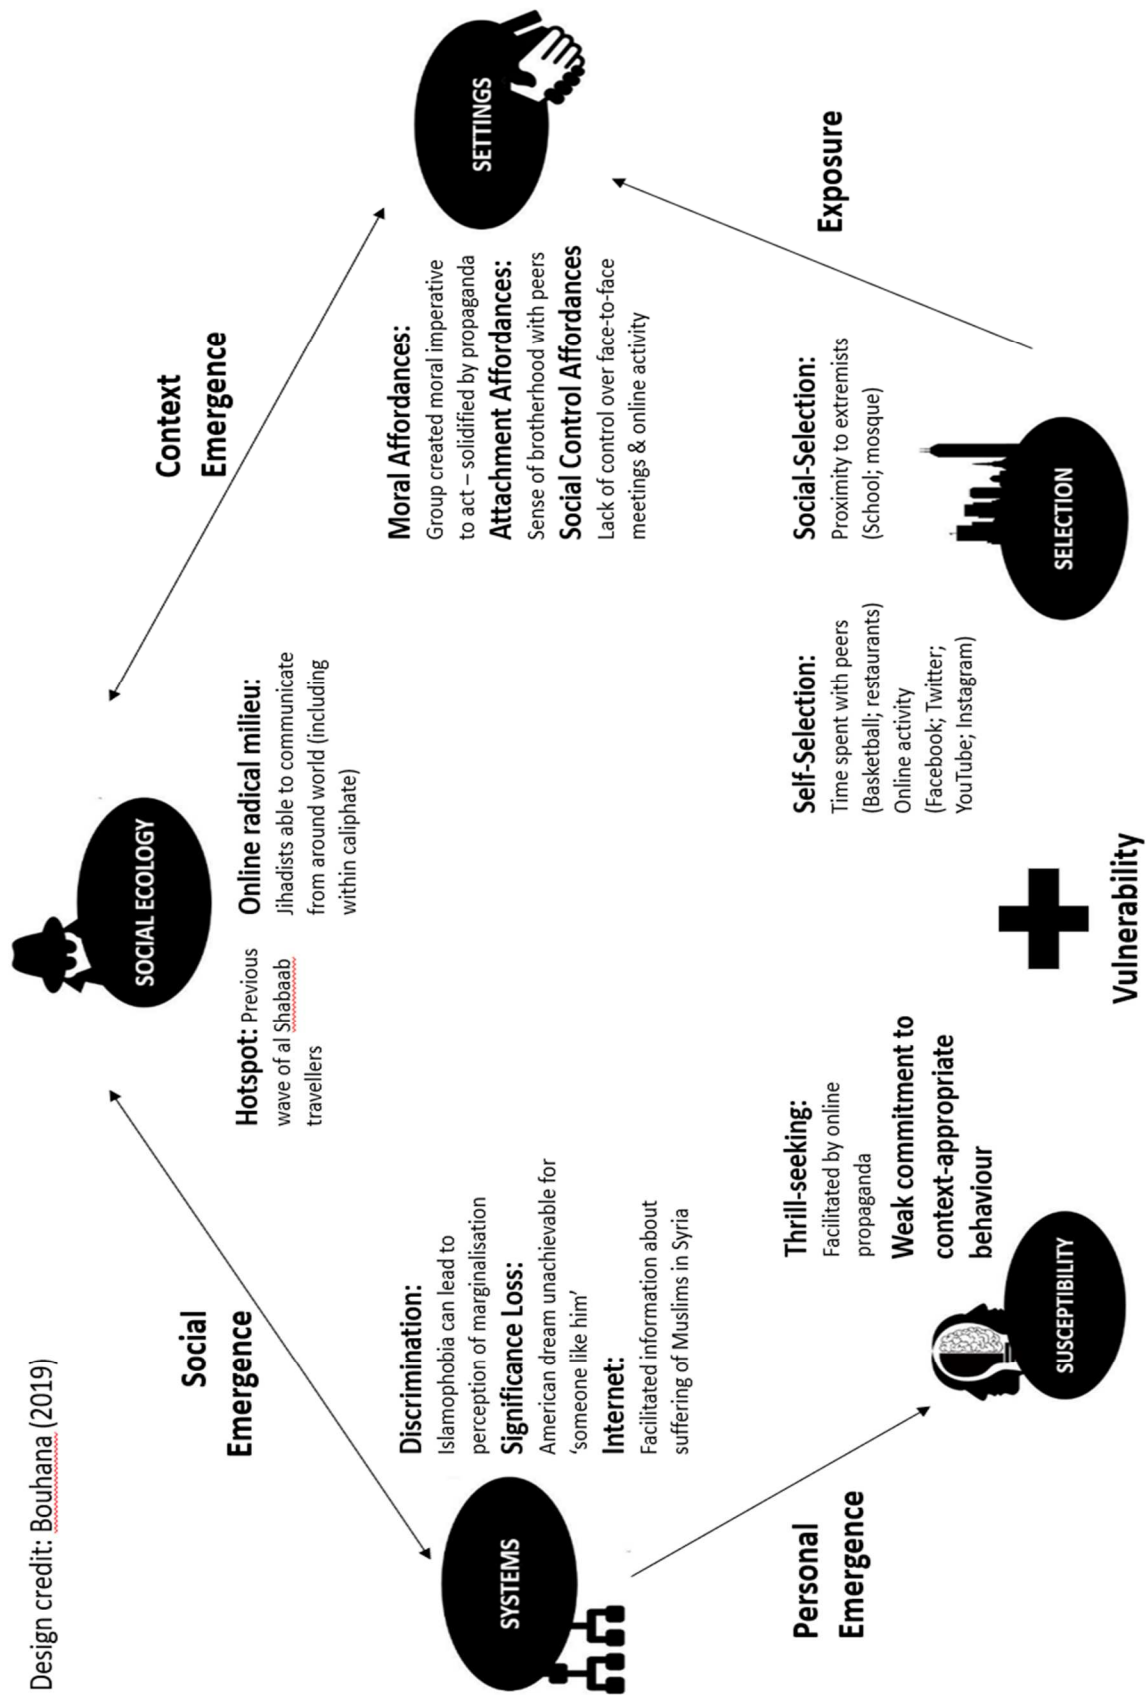 Design credit: Bouhana (2019)
SOCIAL ECOLOGY
Social
Emergence
Context
Emergence
Hotspot: Previous
wave of al Shabaab
travellers
Online radical milieu:
Jihadists able to communicate
from around world (including
within caliphate)
SYSTEMS
Discrimination:
Islamophobia can lead to
perception of marginalisation
Significance Loss:
American dream unachievable for
'someone like him'
Internet:
Facilitated information about
suffering of Muslims in Syria
Moral Affordances:
Group created moral imperative
to act – solidified by propaganda
Attachment Affordances:
Sense of brotherhood with peers
Social Control Affordances
Lack of control over face-to-face
meetings & online activity
SETTINGS
Personal
Emergence
Thrill-seeking:
Facilitated by online
propaganda
Weak commitment to
context-appropriate
behaviour
SUSCEPTIBILITY
Vulnerability
Self-Selection:
Time spent with peers
(Basketball; restaurants)
Online activity
(Facebook; Twitter;
YouTube; Instagram)
Social-Selection:
Proximity to extremists
(School; mosque)
SELECTION
Exposure